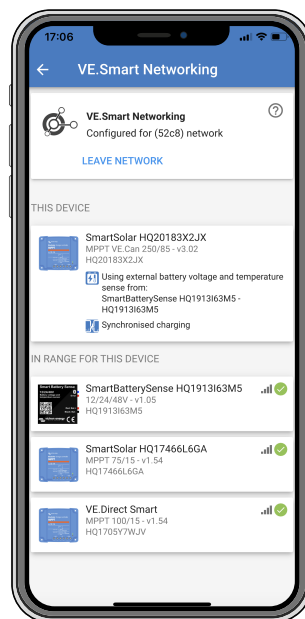 17:06
VE.Smart Networking
VE.Smart Networking
Configured for (52c8) network
LEAVE NETWORK
THIS DEVICE
SmartSolar HQ20183X2JX
MPPT VE.Can 250/85 - v3.02
HQ20183X2JX
Using external battery voltage and temperature
sense from:
SmartBatterySense HQ1913I63M5 -
HQ1913I63M5
Synchronised charging
IN RANGE FOR THIS DEVICE
Smart Battery Sense
SmartBatterySense HQ1913I63M5
12/24/48V - v1.05
HQ1913I63M5
SmartSolar HQ17466L6GA
MPPT 75/15 - v1.54
HQ17466L6GA
VE.Direct Smart
MPPT 100/15 - v1.54
HQ1705Y7WJV